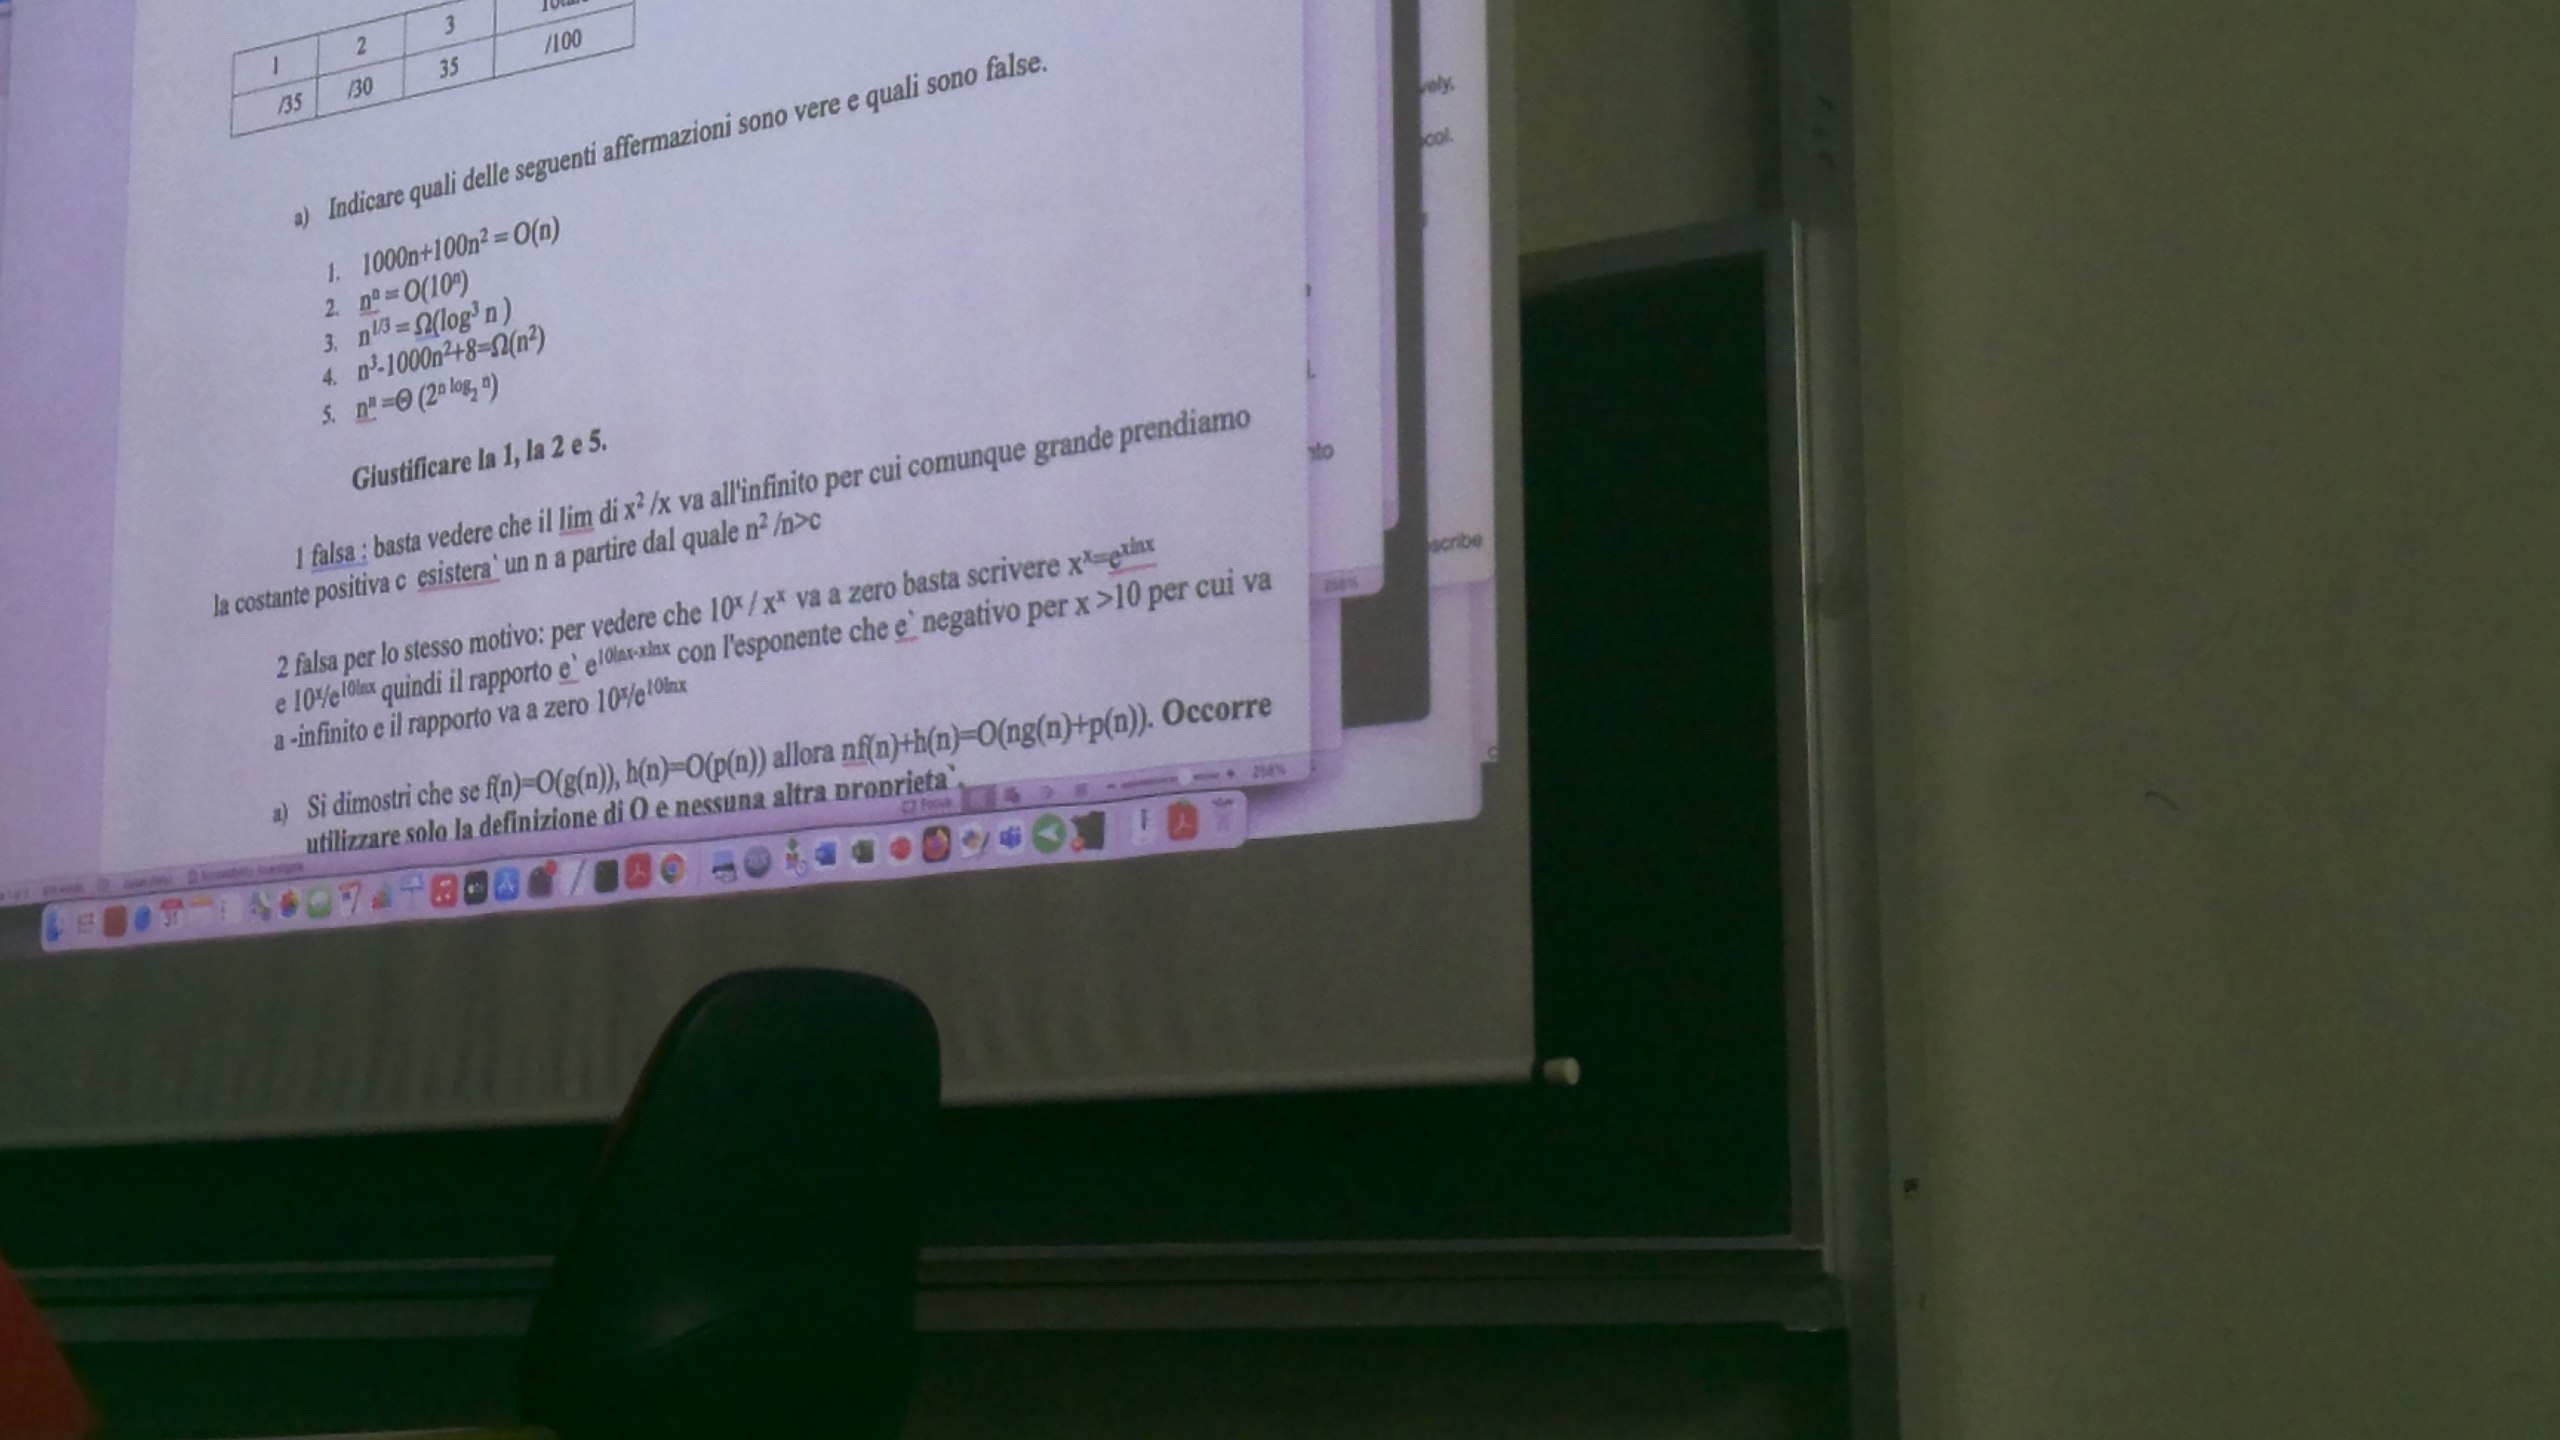 1 2 3
/35 /30 35 /100
a) Indicare quali delle seguenti affermazioni sono vere e quali sono false.
1. 1000n+100n² = O(n)
2. nⁿ = O(10ⁿ)
3. n^1/3 = Ω(log³ n )
4. n³-1000n²+8=Ω(n²)
5. nⁿ =Θ (2^n log₂ n)
Giustificare la 1, la 2 e 5.
1 falsa : basta vedere che il lim di x² /x va all'infinito per cui comunque grande prendiamo
la costante positiva c esistera` un n a partire dal quale n² /n>c
2 falsa per lo stesso motivo: per vedere che 10ˣ / xˣ va a zero basta scrivere xˣ=e^xlnx
e 10ˣ/e^10lnx quindi il rapporto e` e^10lnx-xlnx con l'esponente che e` negativo per x >10 per cui va
a -infinito e il rapporto va a zero 10ˣ/e^10lnx
a) Si dimostri che se f(n)=O(g(n)), h(n)=O(p(n)) allora nf(n)+h(n)=O(ng(n)+p(n)). Occorre
utilizzare solo la definizione di O e nessuna altra proprieta`.
Focus
258%
vely,
col.
nto
scribe